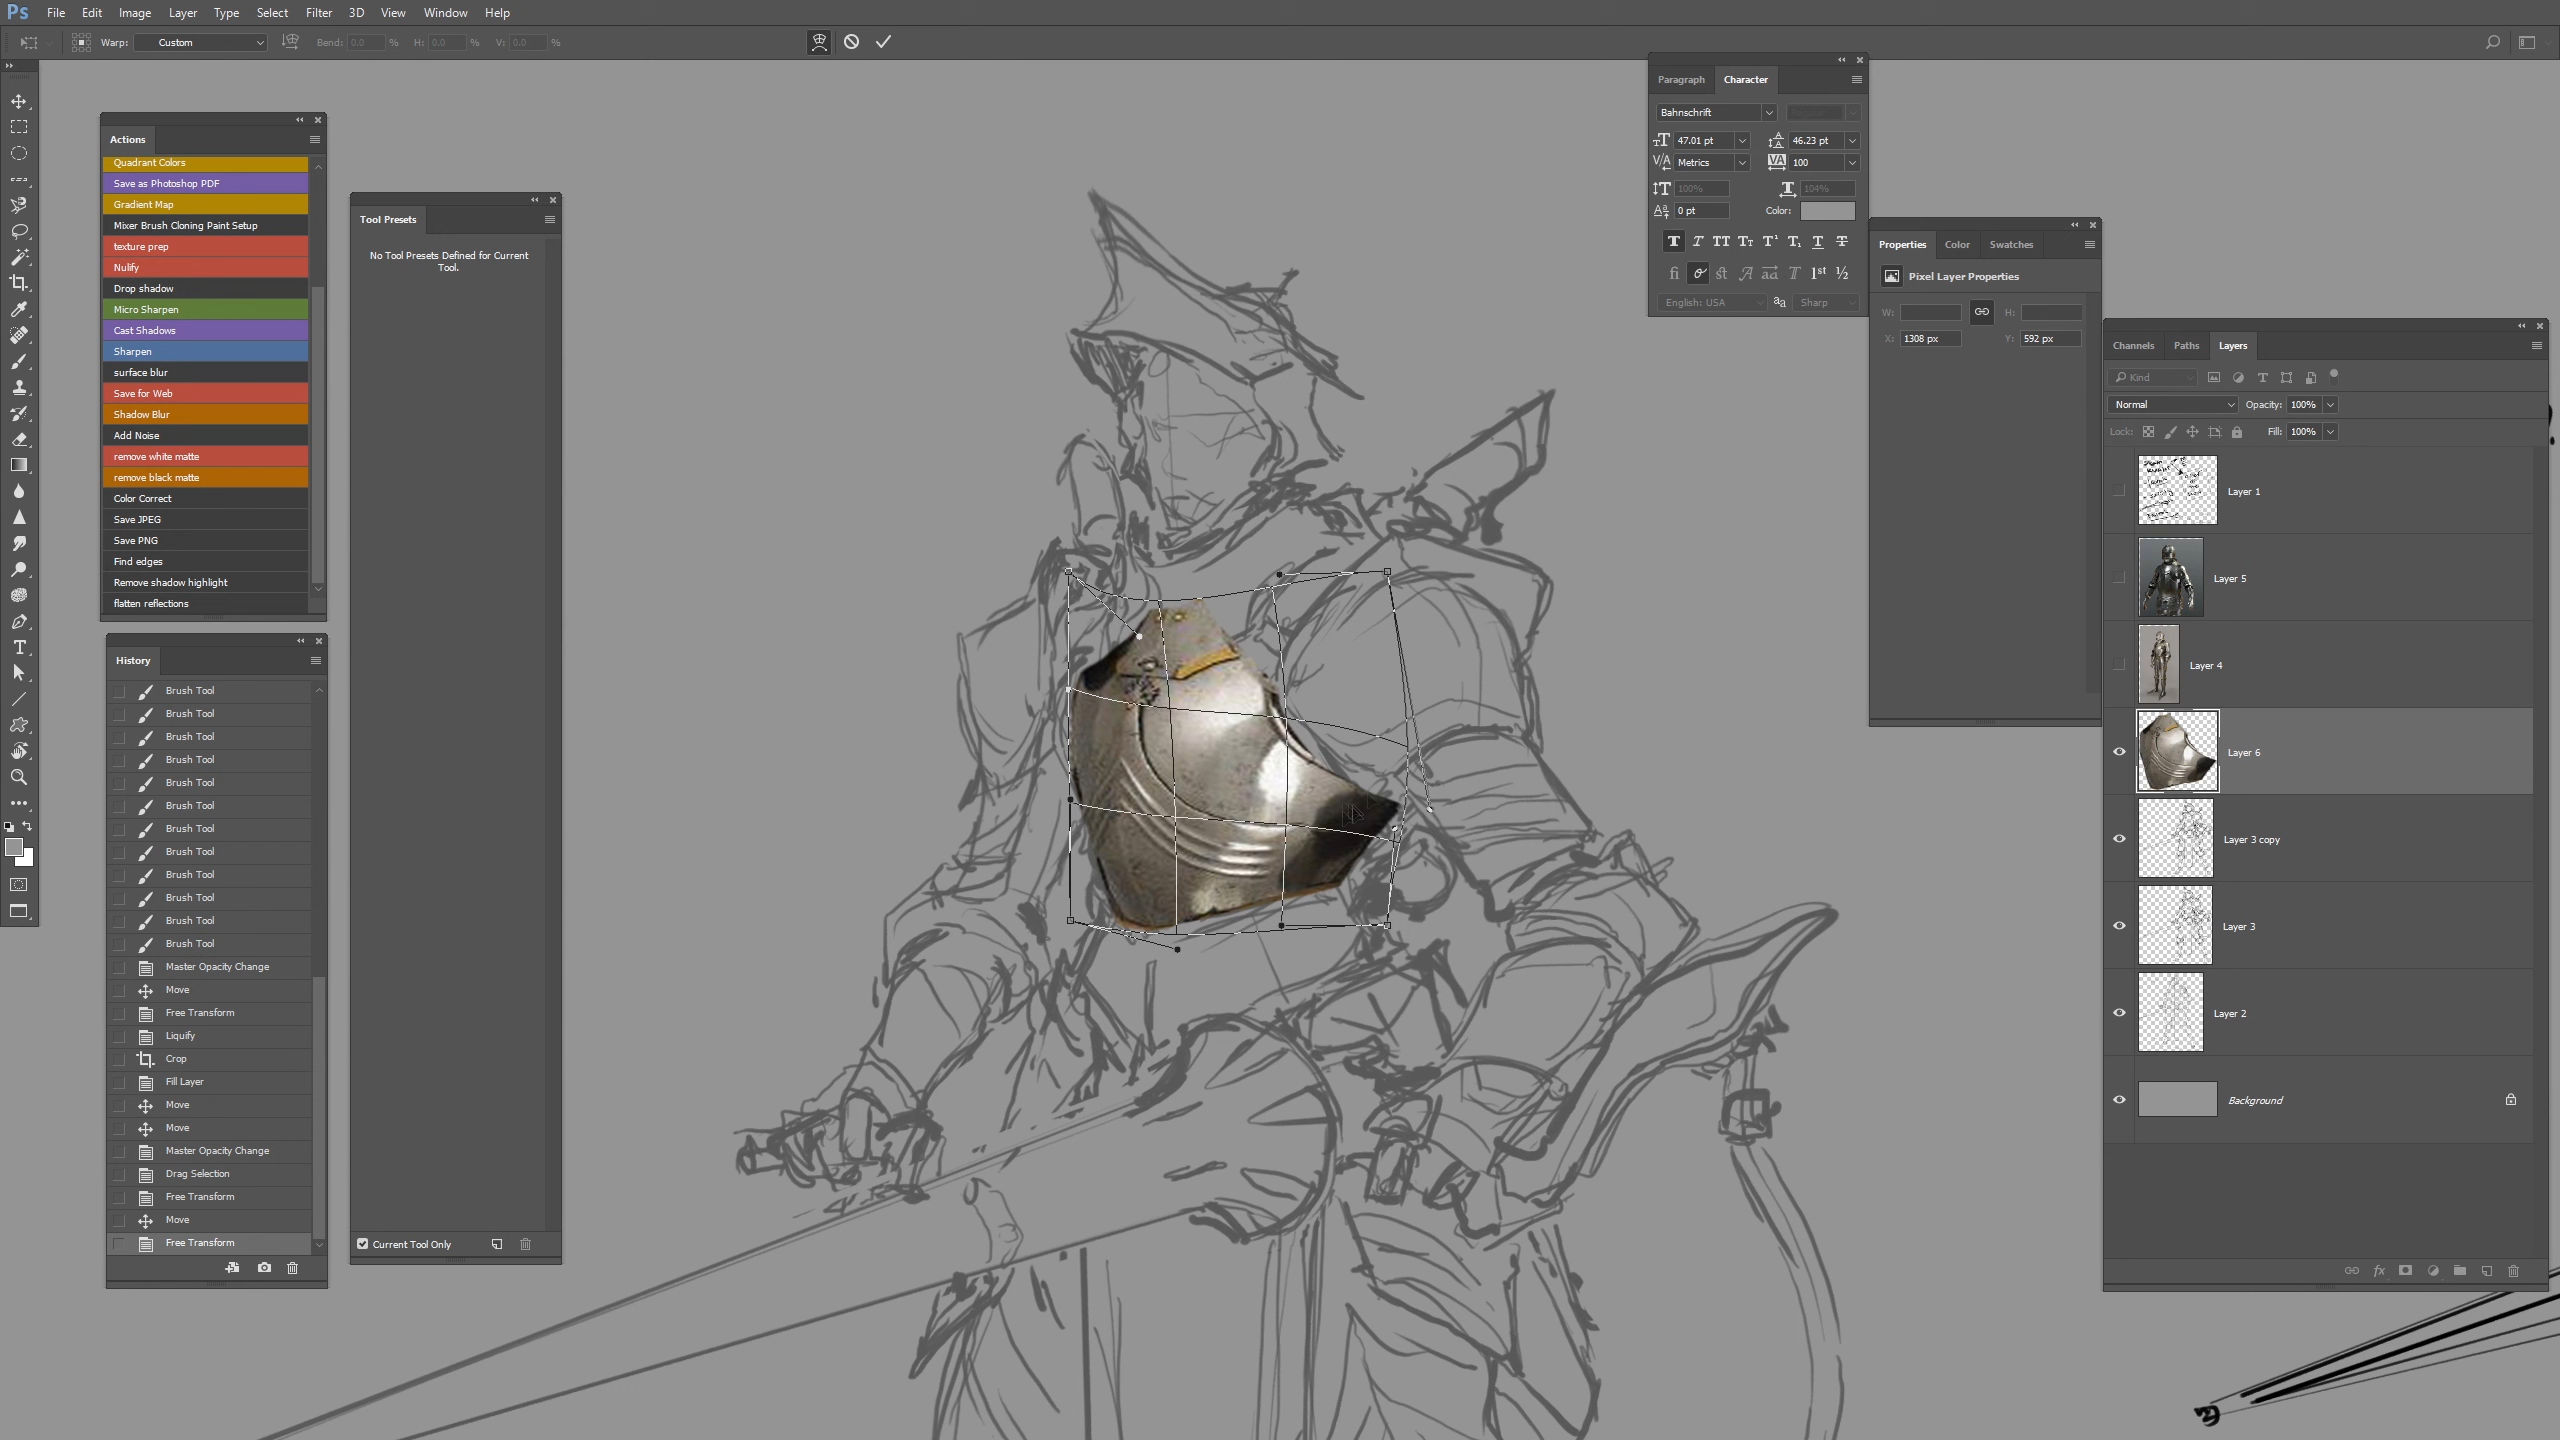 Ps File Edit Image Layer Type Select Filter 3D View Window Help
Warp: Custom Bend: 0.0 % H: 0.0 % V: 0.0 %
Actions
Quadrant Colors
Save as Photoshop PDF
Gradient Map
Mixer Brush Cloning Paint Setup
texture prep
Nulify
Drop shadow
Micro Sharpen
Cast Shadows
Sharpen
surface blur
Save for Web
Shadow Blur
Add Noise
remove white matte
remove black matte
Color Correct
Save JPEG
Save PNG
Find edges
Remove shadow highlight
flatten reflections
History
Brush Tool
Brush Tool
Brush Tool
Brush Tool
Brush Tool
Brush Tool
Brush Tool
Brush Tool
Brush Tool
Brush Tool
Brush Tool
Brush Tool
Master Opacity Change
Move
Free Transform
Liquify
Crop
Fill Layer
Move
Move
Master Opacity Change
Drag Selection
Free Transform
Move
Free Transform
Tool Presets
No Tool Presets Defined for Current
Tool.
Current Tool Only
Paragraph Character
Bahnschrift
47.01 pt 46.23 pt
Metrics 100
100% 104%
0 pt Color:
English: USA Sharp
Properties Color Swatches
Pixel Layer Properties
W: H:
X: 1308 px Y: 592 px
Channels Paths Layers
Kind
Normal Opacity: 100%
Lock: Fill: 100%
Layer 1
Layer 5
Layer 4
Layer 6
Layer 3 copy
Layer 3
Layer 2
Background